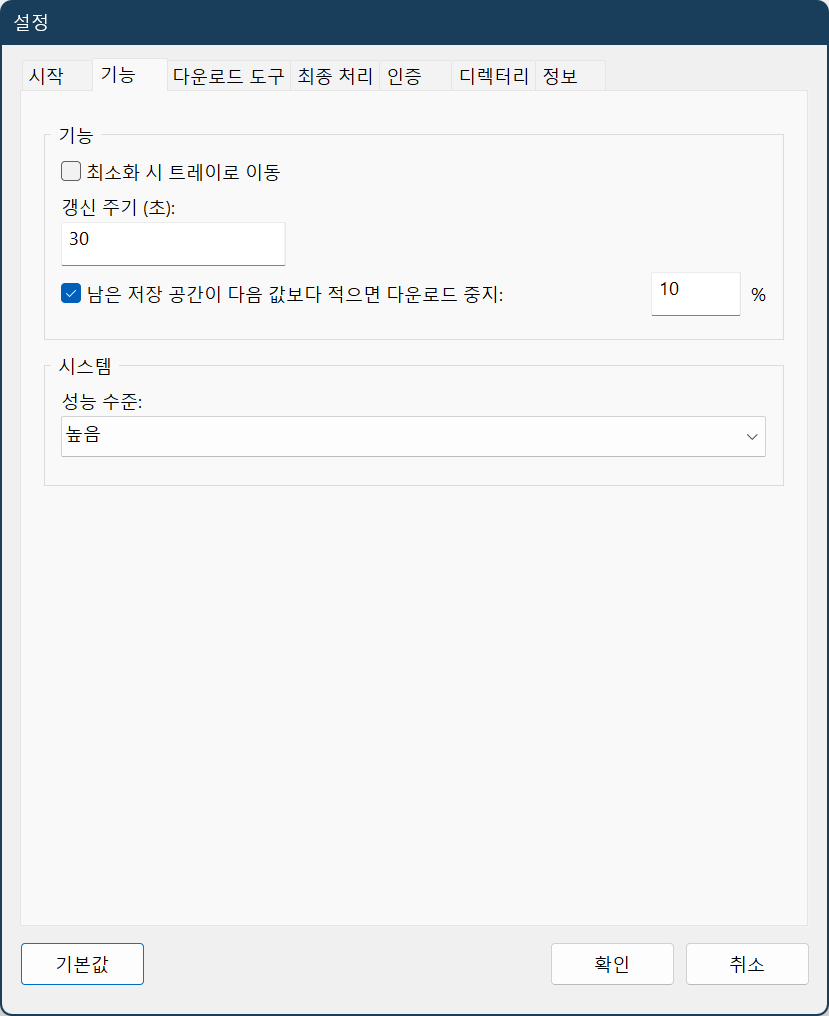 설정
시작 기능 다운로드 도구 최종 처리 인증 디렉터리 정보
기능
최소화 시 트레이로 이동
갱신 주기 (초):
30
남은 저장 공간이 다음 값보다 적으면 다운로드 중지: 10 %
시스템
성능 수준:
높음
기본값 확인 취소